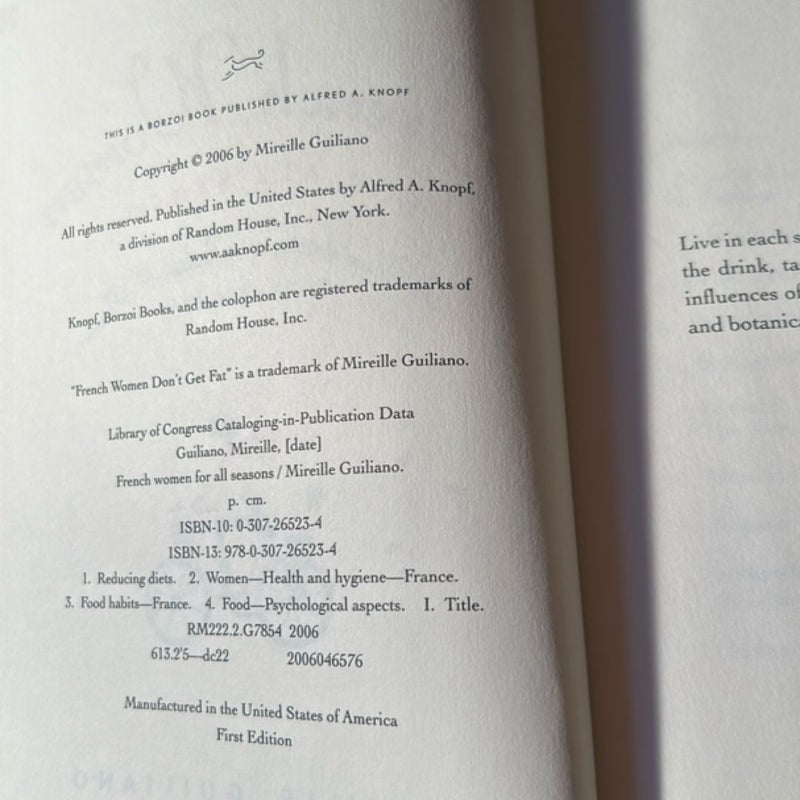 THIS IS A BORZOI BOOK PUBLISHED BY ALFRED A. KNOPF
Copyright © 2006 by Mireille Guiliano
All rights reserved. Published in the United States by Alfred A. Knopf,
a division of Random House, Inc., New York.
www.aaknopf.com
Knopf, Borzoi Books, and the colophon are registered trademarks of
Random House, Inc.
"French Women Don't Get Fat" is a trademark of Mireille Guiliano.
Library of Congress Cataloging-in-Publication Data
Guiliano, Mireille, [date]
French women for all seasons / Mireille Guiliano.
p. cm.
ISBN-10: 0-307-26523-4
ISBN-13: 978-0-307-26523-4
1. Reducing diets. 2. Women—Health and hygiene—France.
3. Food habits—France. 4. Food—Psychological aspects. I. Title.
RM222.2.G7854 2006
613.2'5—dc22 2006046576
Manufactured in the United States of America
First Edition
Live in each s
the drink, ta
influences of
and botanica